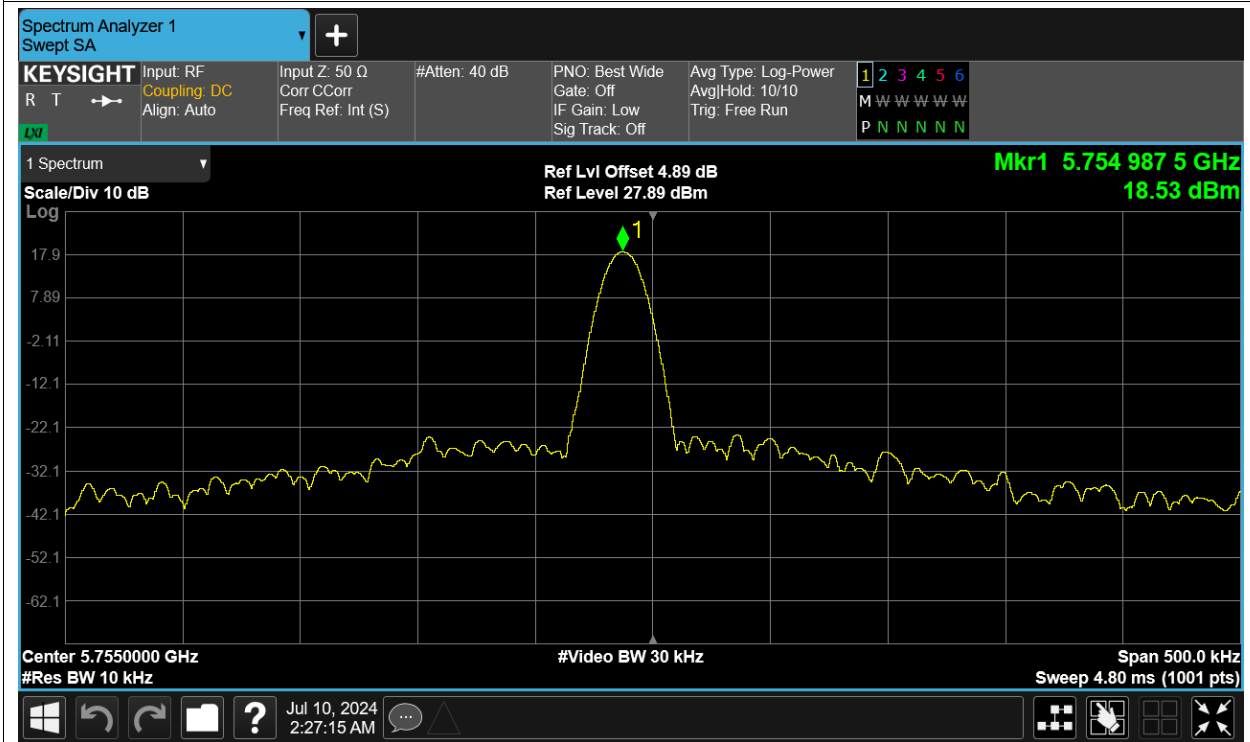 Spectrum Analyzer 1
Swept SA
+
KEYSIGHT
R T
LXI
Input: RF
Coupling: DC
Align: Auto
Input Z: 50 Ω
Corr CCorr
Freq Ref: Int (S)
#Atten: 40 dB
PNO: Best Wide
Gate: Off
IF Gain: Low
Sig Track: Off
Avg Type: Log-Power
Avg|Hold: 10/10
Trig: Free Run
1 2 3 4 5 6
M W W W W W
P N N N N N
1 Spectrum
Scale/Div 10 dB
Log
Ref Lvl Offset 4.89 dB
Ref Level 27.89 dBm
Mkr1 5.754 987 5 GHz
18.53 dBm
1
17.9
7.89
-2.11
-12.1
-22.1
-32.1
-42.1
-52.1
-62.1
Center 5.7550000 GHz
#Res BW 10 kHz
#Video BW 30 kHz
Span 500.0 kHz
Sweep 4.80 ms (1001 pts)
?
Jul 10, 2024
2:27:15 AM